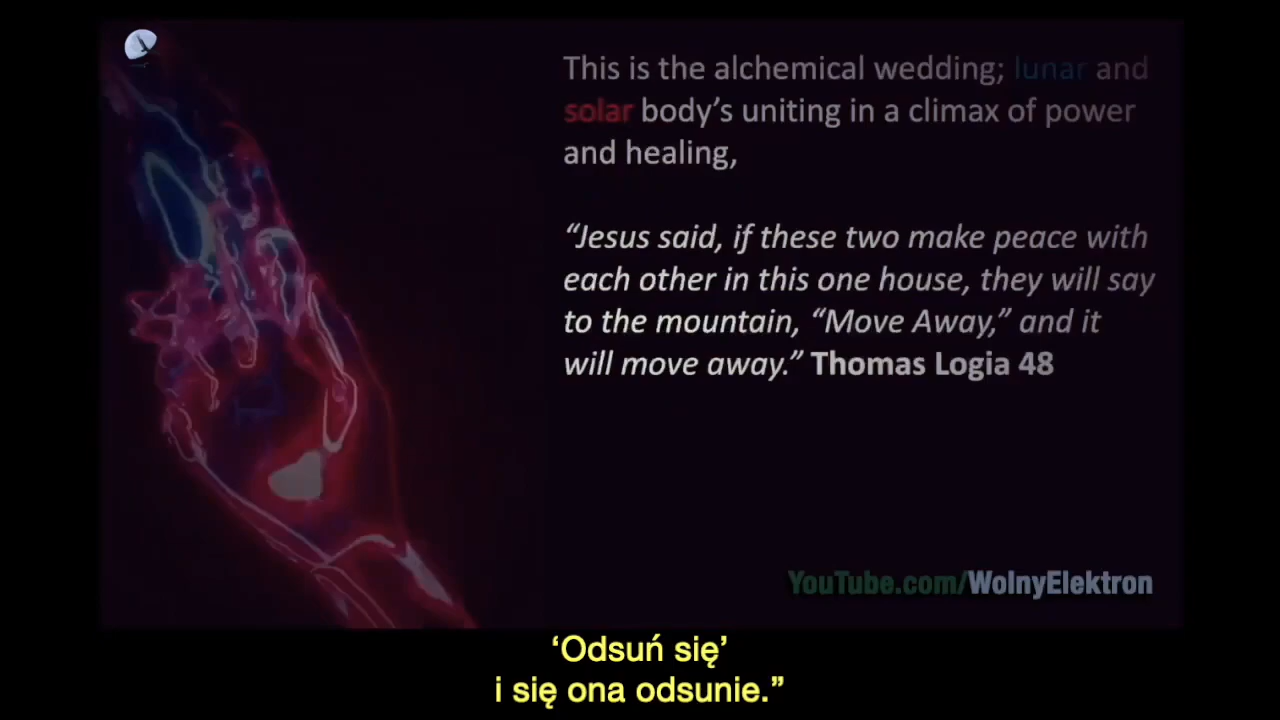 This is the alchemical wedding; lunar and
solar body’s uniting in a climax of power
and healing,
“Jesus said, if these two make peace with
each other in this one house, they will say
to the mountain, “Move Away,” and it
will move away.” Thomas Logia 48
YouTube.com/WolnyElektron
‘Odsuń się’
i się ona odsunie.”